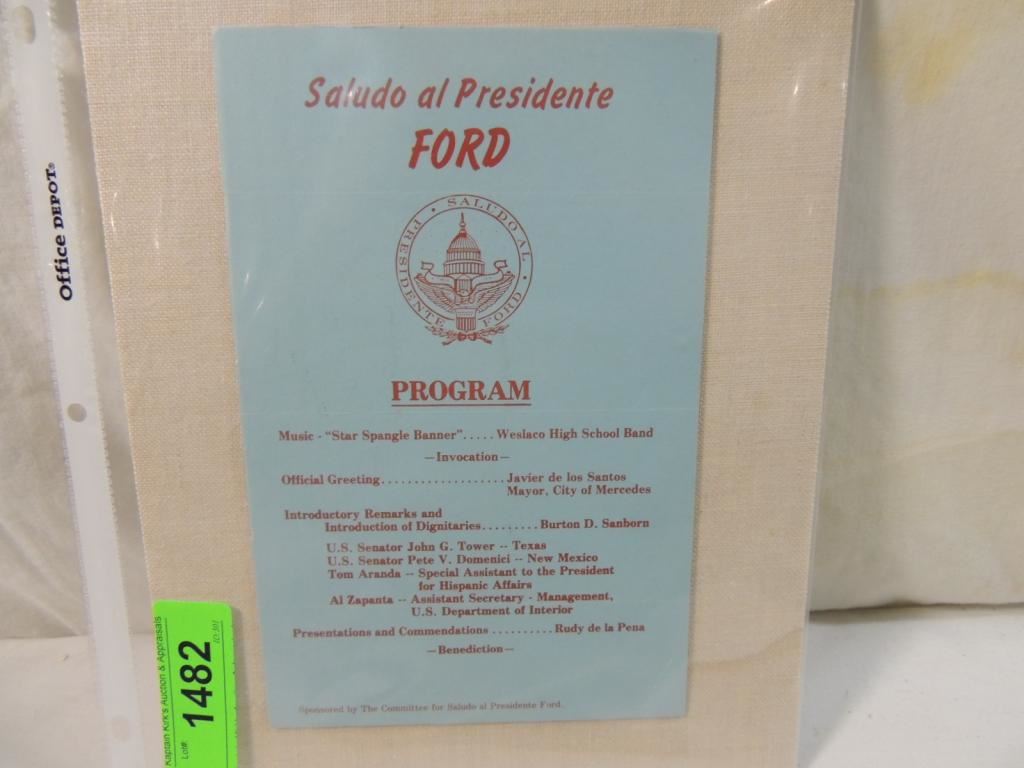 Saludo al Presidente
FORD
SALUDO AL
PRESIDENTE FORD
PROGRAM
Music - "Star Spangle Banner"..... Weslaco High School Band
—Invocation—
Official Greeting................... Javier de los Santos
Mayor, City of Mercedes
Introductory Remarks and
Introduction of Dignitaries......... Burton D. Sanborn
U.S. Senator John G. Tower -- Texas
U.S. Senator Pete V. Domenici -- New Mexico
Tom Aranda -- Special Assistant to the President
for Hispanic Affairs
Al Zapanta -- Assistant Secretary - Management,
U.S. Department of Interior
Presentations and Commendations .......... Rudy de la Pena
—Benediction—
Sponsored by The Committee for Saludo al Presidente Ford.
Office DEPOT®
Kaptain Kirk's Auction & Appraisals
Lot#: 1482